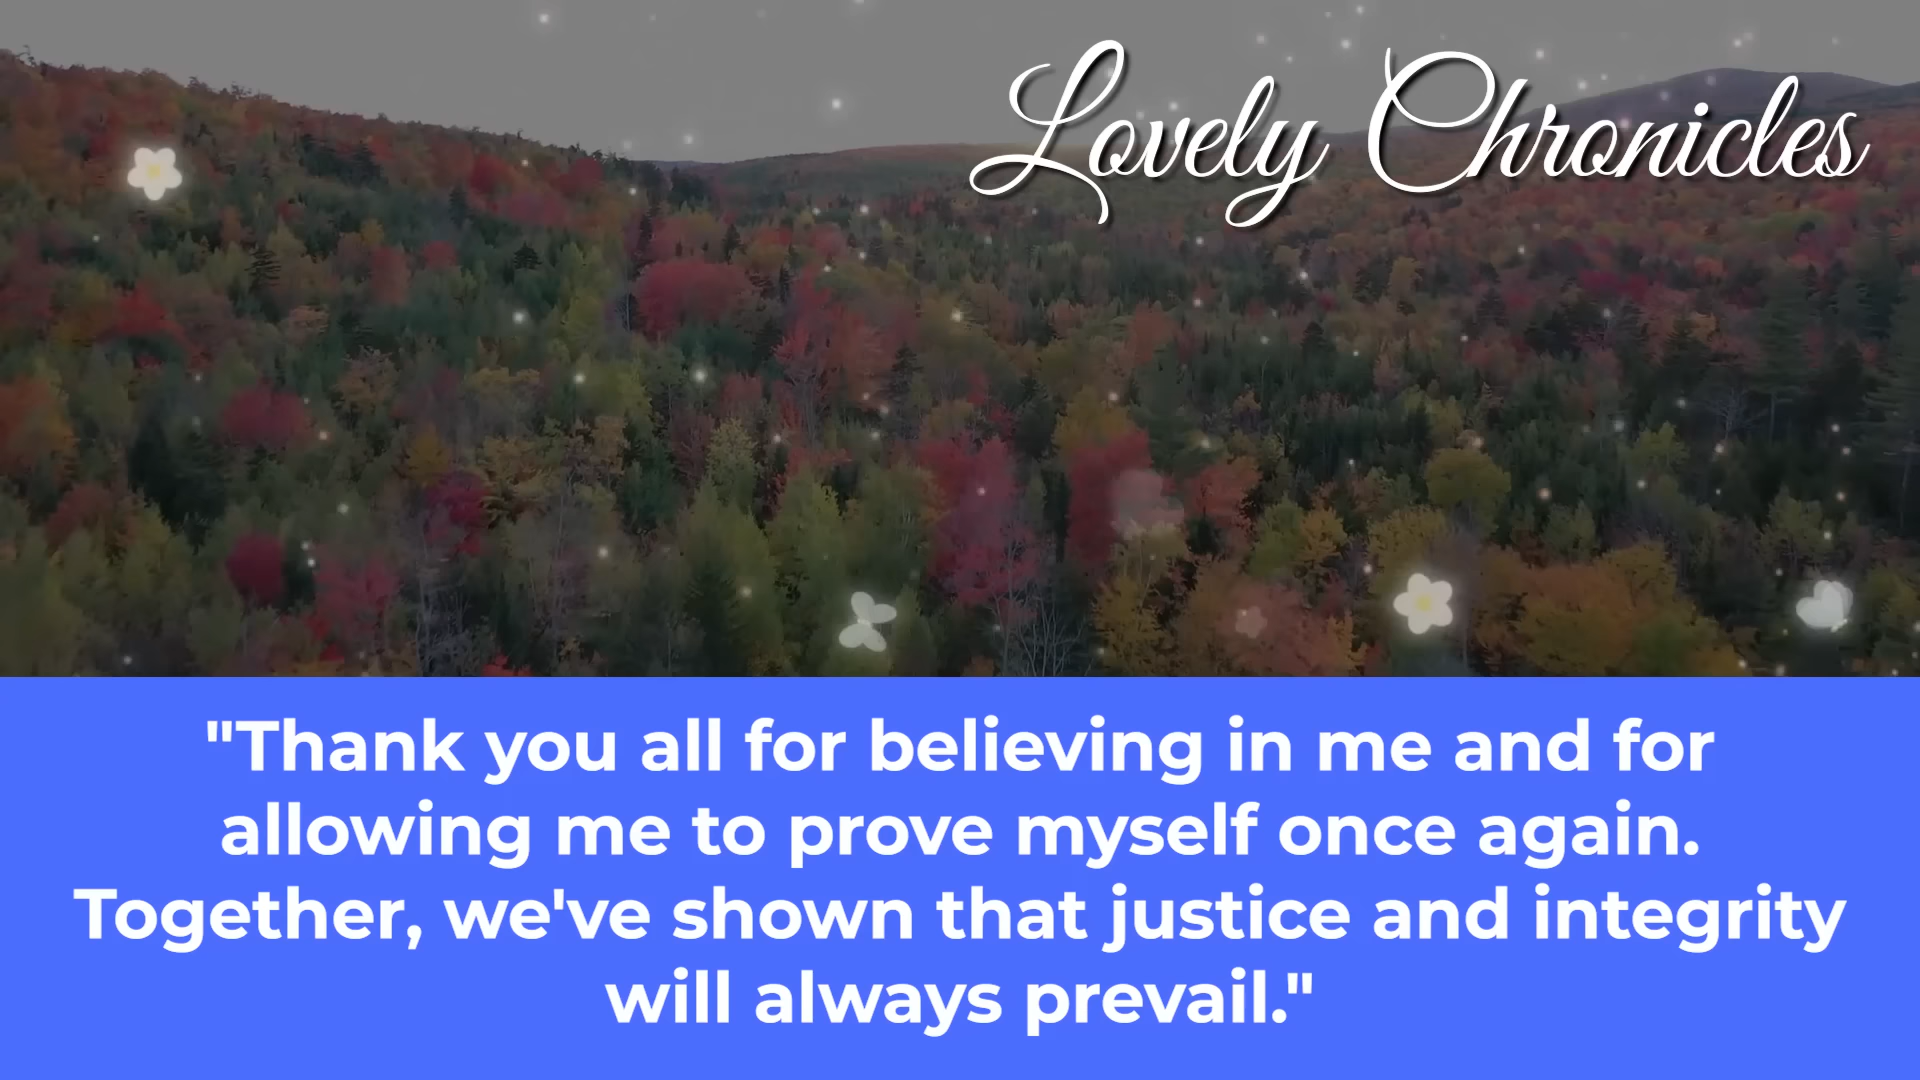 Lovely Chronicles
"Thank you all for believing in me and for
allowing me to prove myself once again.
Together, we've shown that justice and integrity
will always prevail."